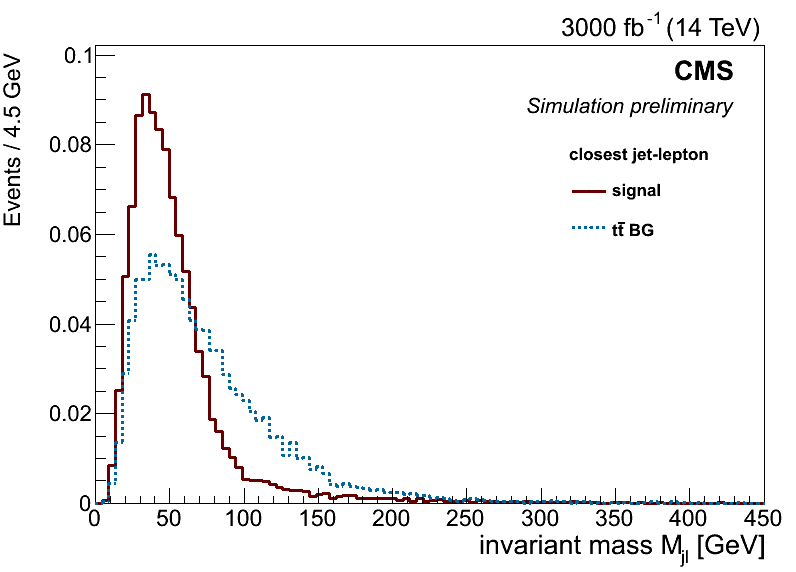 3000 fb⁻¹ (14 TeV)
CMS
Simulation preliminary
closest jet-lepton
signal
tt̄ BG
Events / 4.5 GeV
0.1
0.08
0.06
0.04
0.02
0
0 50 100 150 200 250 300 350 400 450
invariant mass M_jl [GeV]